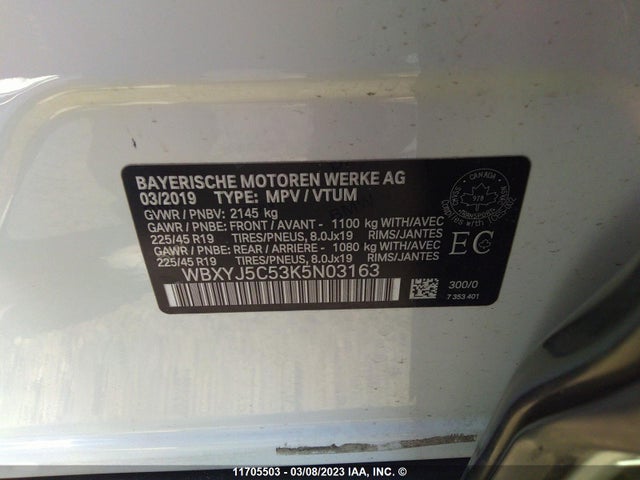 BAYERISCHE MOTOREN WERKE AG
03/2019 TYPE: MPV / VTUM
GVWR / PNBV: 2145 kg
GAWR / PNBE: FRONT / AVANT - 1100 kg WITH/AVEC
225/45 R19 TIRES/PNEUS, 8.0Jx19 RIMS/JANTES
GAWR / PNBE: REAR / ARRIERE - 1080 kg WITH/AVEC
225/45 R19 TIRES/PNEUS, 8.0Jx19 RIMS/JANTES
WBXYJ5C53K5N03163
CANADA
EC
300/0
7 353 401
11705503 - 03/08/2023 IAA, Inc.